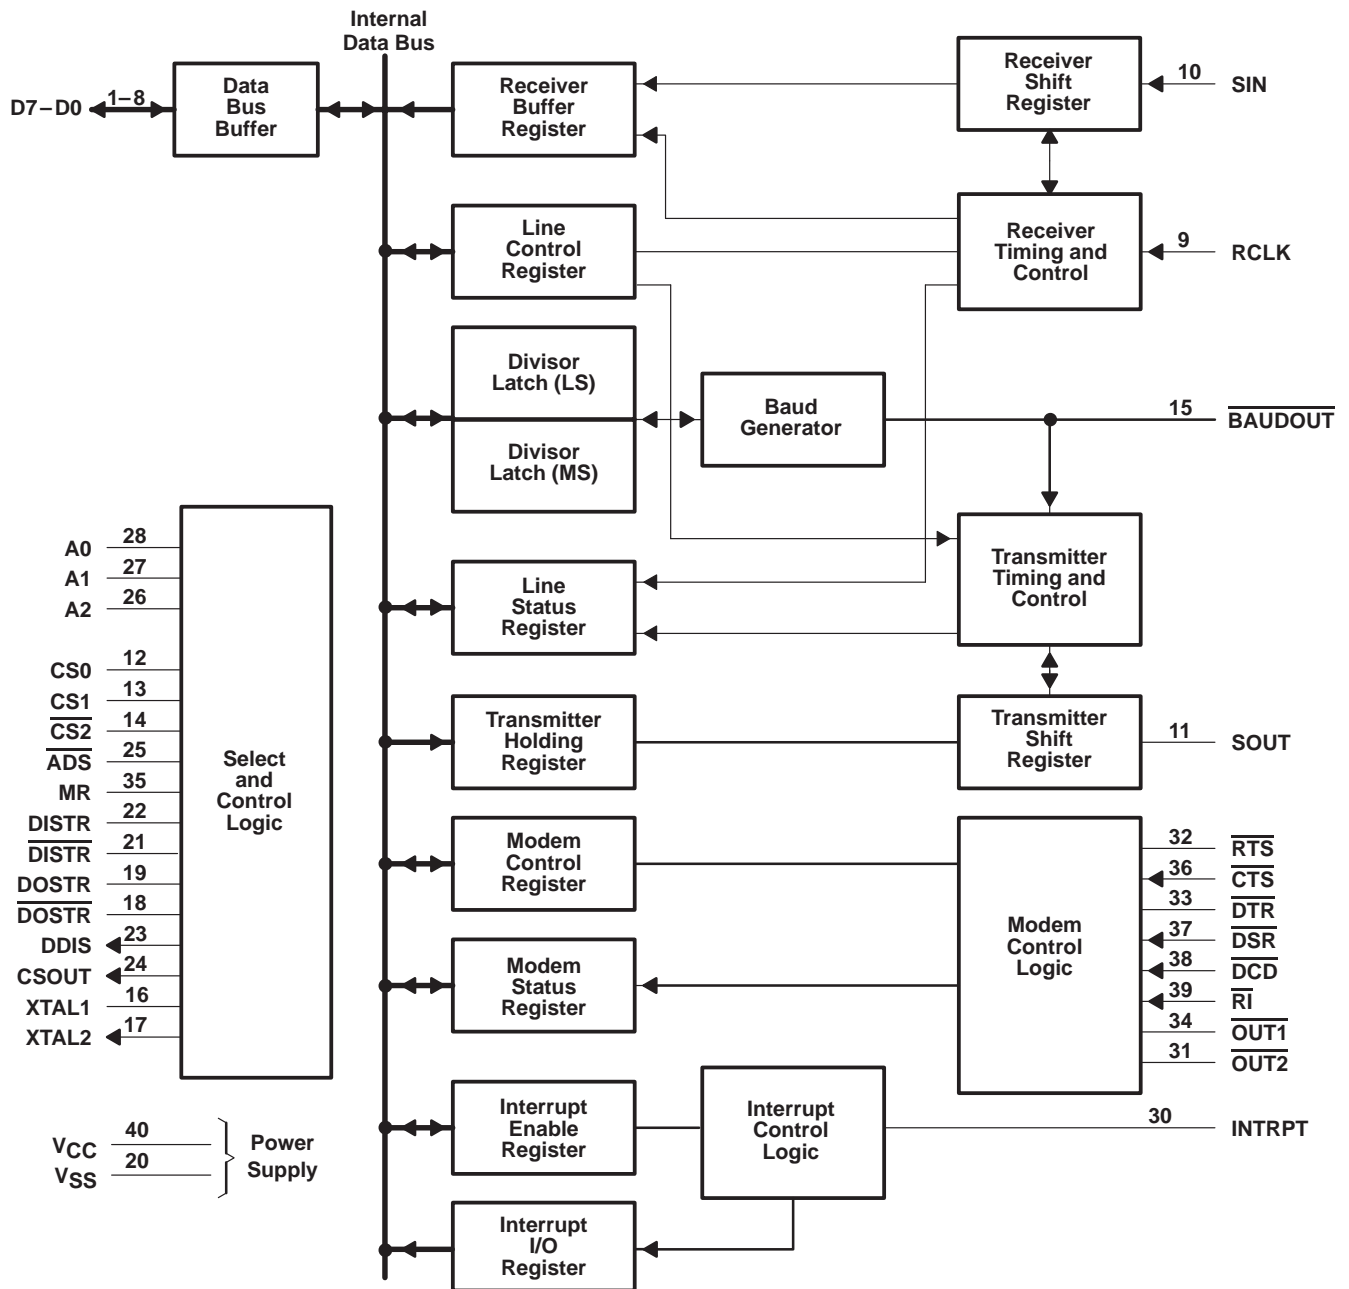 Internal
Data Bus
D7–D0
1–8
Data
Bus
Buffer
Receiver
Buffer
Register
Receiver
Shift
Register
10
SIN
Line
Control
Register
Receiver
Timing and
Control
9
RCLK
Divisor
Latch (LS)
Divisor
Latch (MS)
Baud
Generator
15
BAUDOUT
Transmitter
Timing and
Control
Line
Status
Register
Transmitter
Holding
Register
Transmitter
Shift
Register
11
SOUT
A0 28
A1 27
A2 26
CS0 12
CS1 13
CS2 14
ADS 25
MR 35
DISTR 22
DISTR 21
DOSTR 19
DOSTR 18
DDIS 23
CSOUT 24
XTAL1 16
XTAL2 17
Select
and
Control
Logic
Modem
Control
Register
Modem
Status
Register
Modem
Control
Logic
32 RTS
36 CTS
33 DTR
37 DSR
38 DCD
39 RI
34 OUT1
31 OUT2
Interrupt
Enable
Register
Interrupt
Control
Logic
30
INTRPT
VCC 40
VSS 20
Power
Supply
Interrupt
I/O
Register